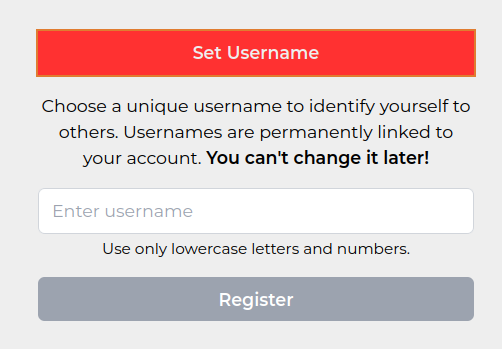 Set Username
Choose a unique username to identify yourself to
others. Usernames are permanently linked to
your account. You can't change it later!
Enter username
Use only lowercase letters and numbers.
Register